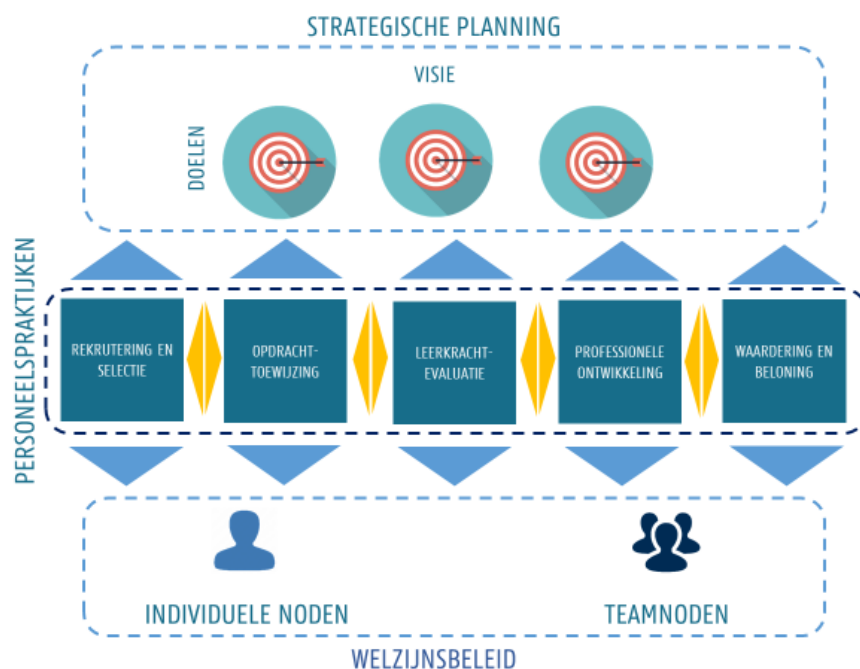 STRATEGISCHE PLANNING
VISIE
DOELEN
PERSONEELSPRAKTIJKEN
REKRUTERING EN
SELECTIE
OPDRACHT-
TOEWIJZING
LEERKRACHT-
EVALUATIE
PROFESSIONELE
ONTWIKKELING
WAARDERING EN
BELONING
INDIVIDUELE NODEN
TEAMNODEN
WELZIJNSBELEID